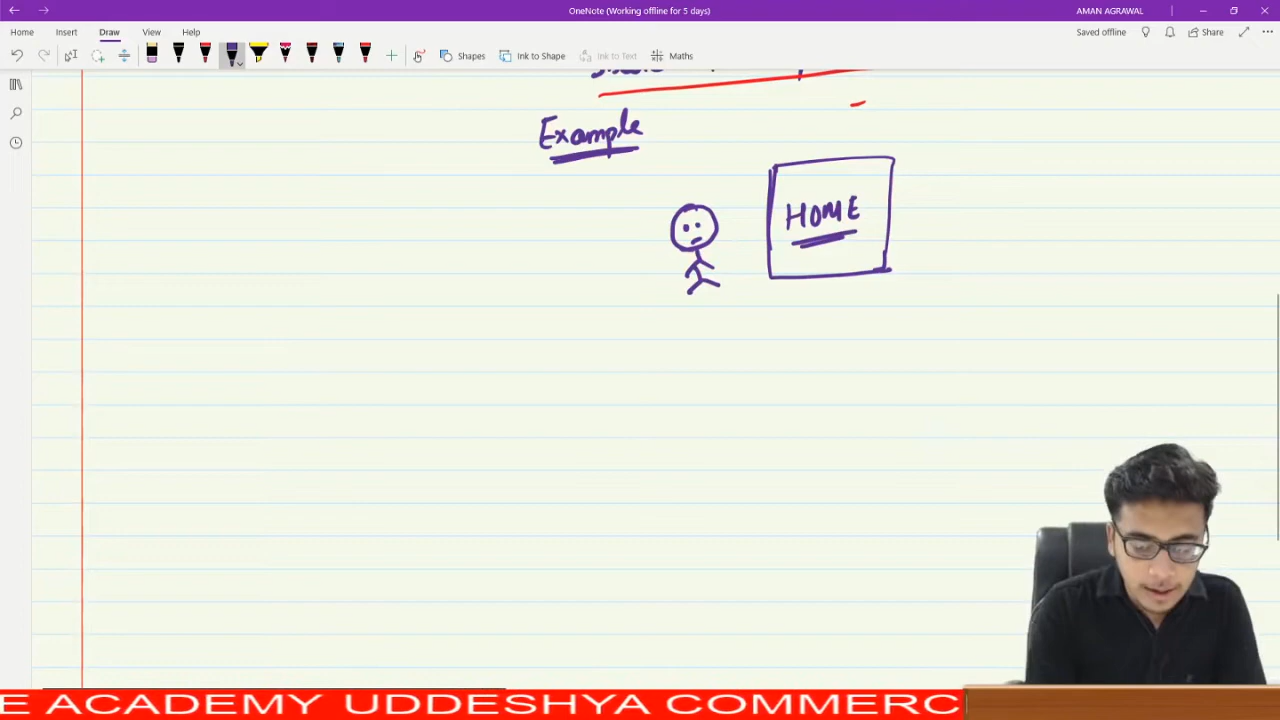 OneNote (Working offline for 5 days)
AMAN AGRAWAL
Home Insert Draw View Help
Saved offline Share
Shapes Ink to Shape Ink to Text Maths
Example
HOME
E ACADEMY UDDESHYA COMMERC